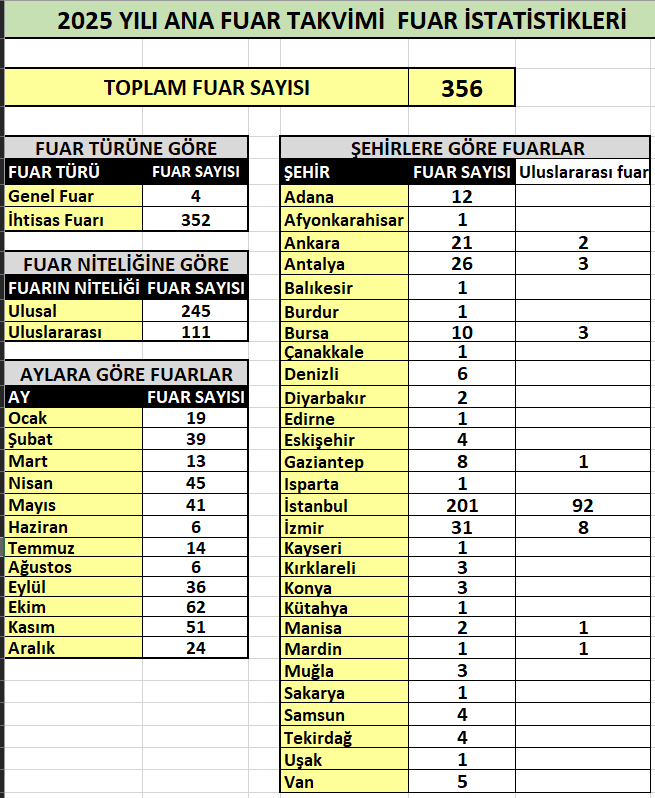 2025 YILI ANA FUAR TAKVİMİ  FUAR İSTATİSTİKLERİ
TOPLAM FUAR SAYISI 356
FUAR TÜRÜNE GÖRE
FUAR TÜRÜ FUAR SAYISI
Genel Fuar 4
İhtisas Fuarı 352
FUAR NİTELİĞİNE GÖRE
FUARIN NİTELİĞİ FUAR SAYISI
Ulusal 245
Uluslararası 111
AYLARA GÖRE FUARLAR
AY FUAR SAYISI
Ocak 19
Şubat 39
Mart 13
Nisan 45
Mayıs 41
Haziran 6
Temmuz 14
Ağustos 6
Eylül 36
Ekim 62
Kasım 51
Aralık 24
ŞEHİRLERE GÖRE FUARLAR
ŞEHİR FUAR SAYISI Uluslararası fuar
Adana 12
Afyonkarahisar 1
Ankara 21 2
Antalya 26 3
Balıkesir 1
Burdur 1
Bursa 10 3
Çanakkale 1
Denizli 6
Diyarbakır 2
Edirne 1
Eskişehir 4
Gaziantep 8 1
Isparta 1
İstanbul 201 92
İzmir 31 8
Kayseri 1
Kırklareli 3
Konya 3
Kütahya 1
Manisa 2 1
Mardin 1 1
Muğla 3
Sakarya 1
Samsun 4
Tekirdağ 4
Uşak 1
Van 5